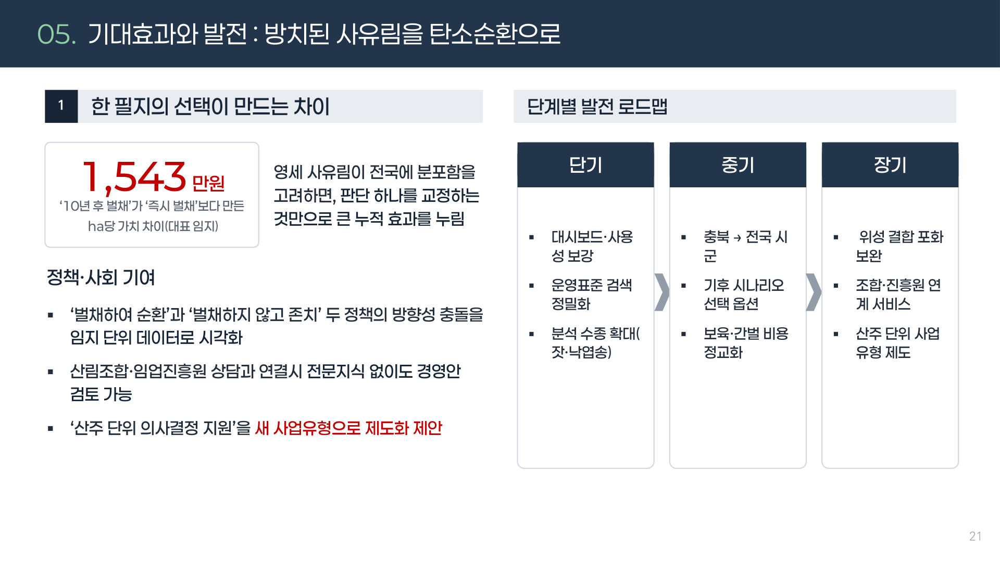 05. 기대효과와 발전 : 방치된 사유림을 탄소순환으로
1 한 필지의 선택이 만드는 차이
1,543 만원
‘10년 후 벌채’가 ‘즉시 벌채’보다 만든
ha당 가치 차이(대표 임지)
영세 사유림이 전국에 분포함을
고려하면, 판단 하나를 교정하는
것만으로 큰 누적 효과를 누림
정책·사회 기여
▪ ‘벌채하여 순환’과 ‘벌채하지 않고 존치’ 두 정책의 방향성 충돌을
임지 단위 데이터로 시각화
▪ 산림조합·임업진흥원 상담과 연결시 전문지식 없이도 경영안
검토 가능
▪ ‘산주 단위 의사결정 지원’을 새 사업유형으로 제도화 제안
단계별 발전 로드맵
단기
▪ 대시보드·사용
성 보강
▪ 운영표준 검색
정밀화
▪ 분석 수종 확대(
잣·낙엽송)
중기
▪ 충북 → 전국 시
군
▪ 기후 시나리오
선택 옵션
▪ 보육·간벌 비용
정교화
장기
▪ 위성 결합 포화
보완
▪ 조합·진흥원 연
계 서비스
▪ 산주 단위 사업
유형 제도
21